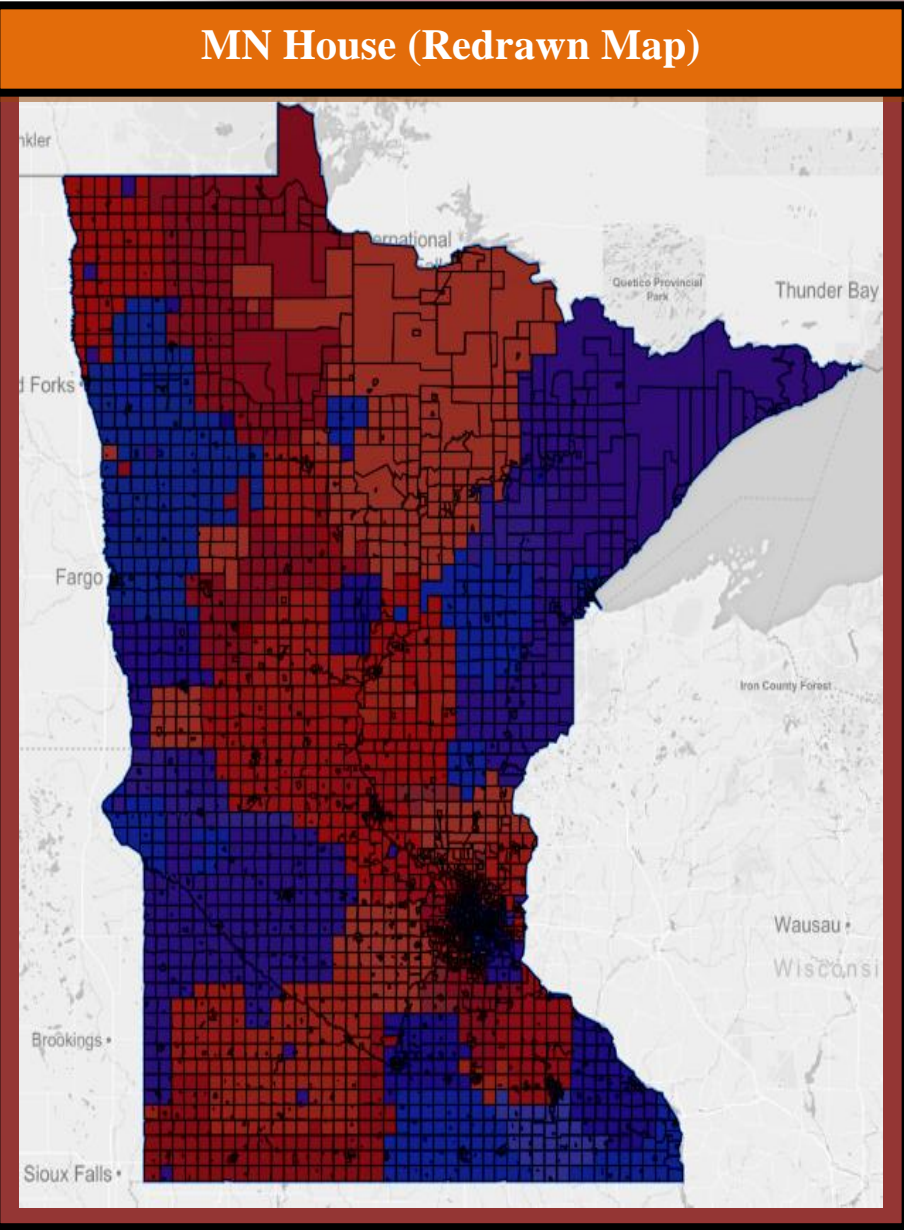 MN House (Redrawn Map)
nkler
ernational
Quetico Provincial
Park
Thunder Bay
d Forks
Fargo
Iron County Forest
Wausau
Wisconsi
Brookings
Sioux Falls